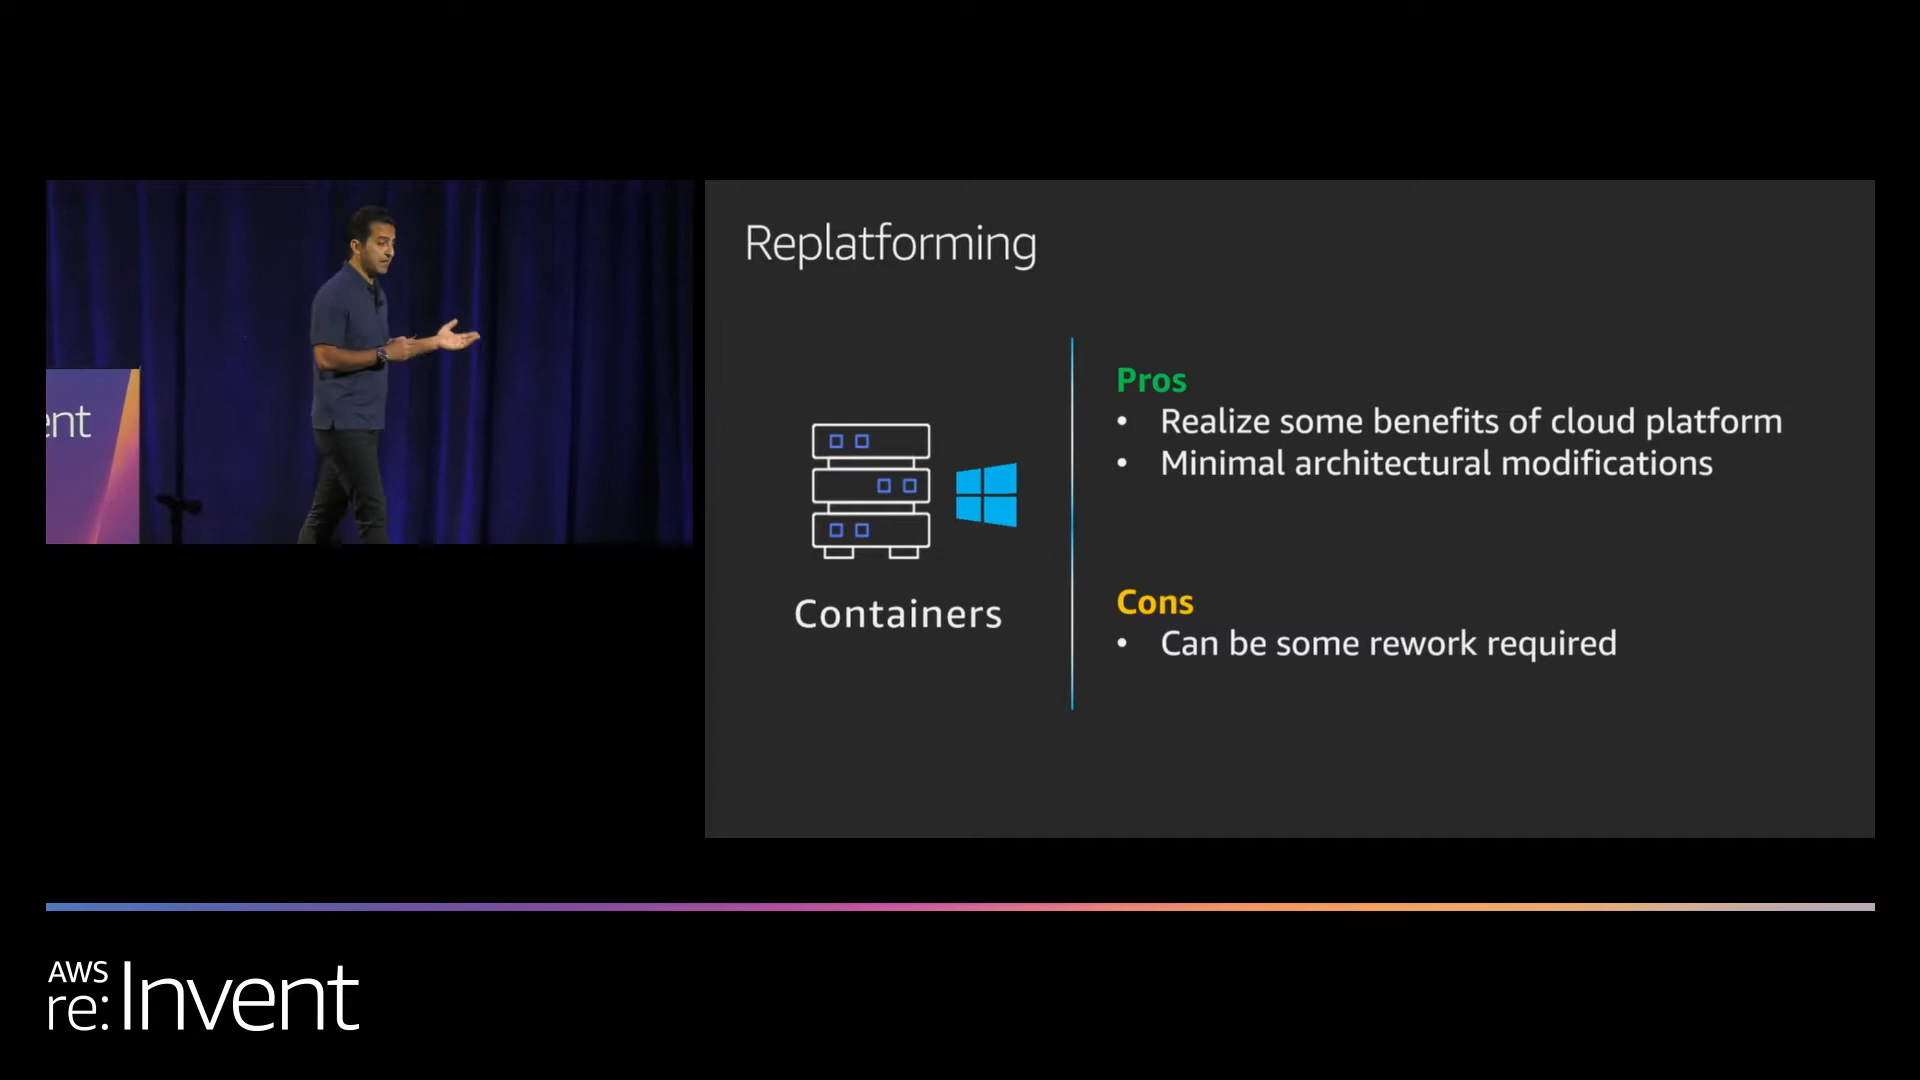 ent
Replatforming
Containers
Pros
• Realize some benefits of cloud platform
• Minimal architectural modifications
Cons
• Can be some rework required
AWS
re:Invent